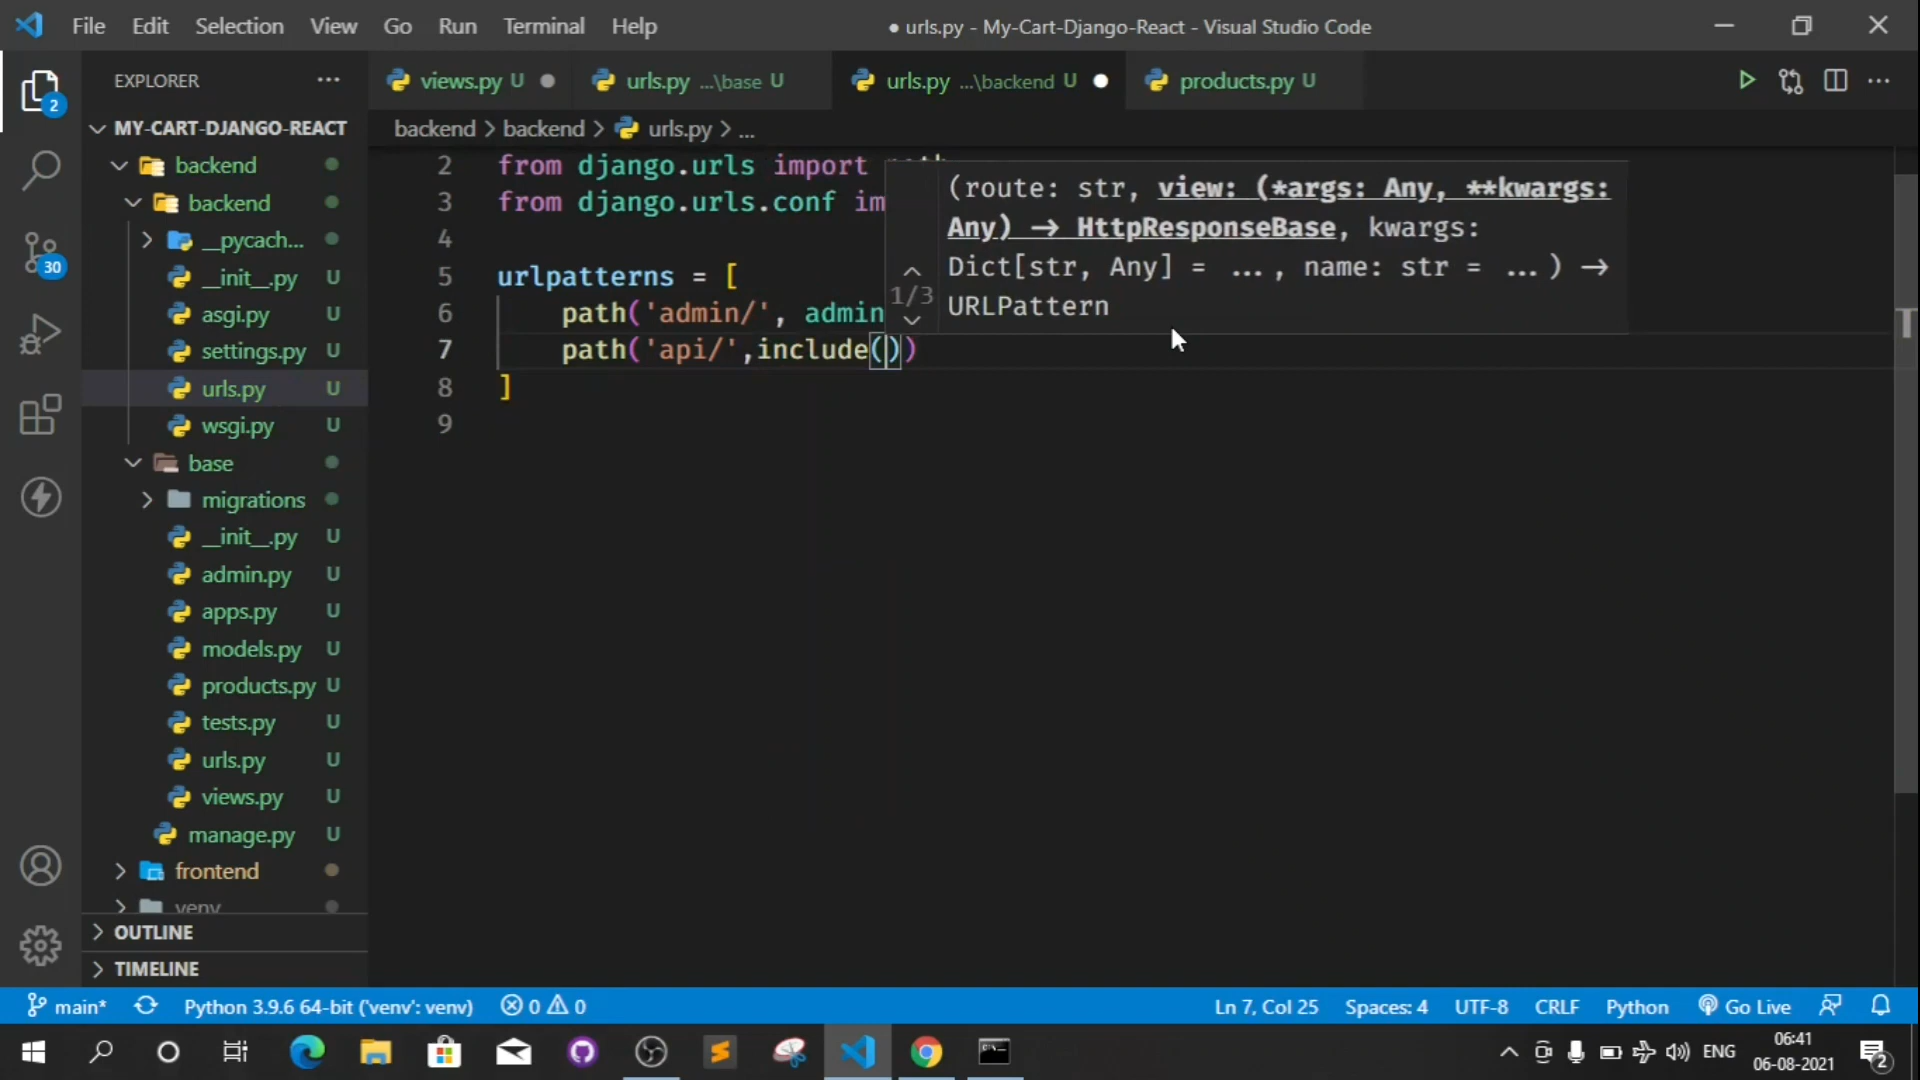 File Edit Selection View Go Run Terminal Help
● urls.py - My-Cart-Django-React - Visual Studio Code
EXPLORER
views.py U
urls.py ...\base U
urls.py ...\backend U
products.py U
MY-CART-DJANGO-REACT
backend > backend > urls.py > ...
backend
backend
__pycach...
__init__.py U
asgi.py U
settings.py U
urls.py U
wsgi.py U
base
migrations
__init__.py U
admin.py U
apps.py U
models.py U
products.py U
tests.py U
urls.py U
views.py U
manage.py U
frontend
venv
OUTLINE
TIMELINE
2 from django.urls import
3 from django.urls.conf im
4
5 urlpatterns = [
6 path('admin/', admin
7 path('api/',include())
8 ]
9
(route: str, view: (*args: Any, **kwargs:
Any) → HttpResponseBase, kwargs:
Dict[str, Any] = ..., name: str = ...) →
URLPattern
1/3
2
30
main* Python 3.9.6 64-bit ('venv': venv) 0 0
Ln 7, Col 25 Spaces: 4 UTF-8 CRLF Python Go Live
ENG
06:41
06-08-2021
2